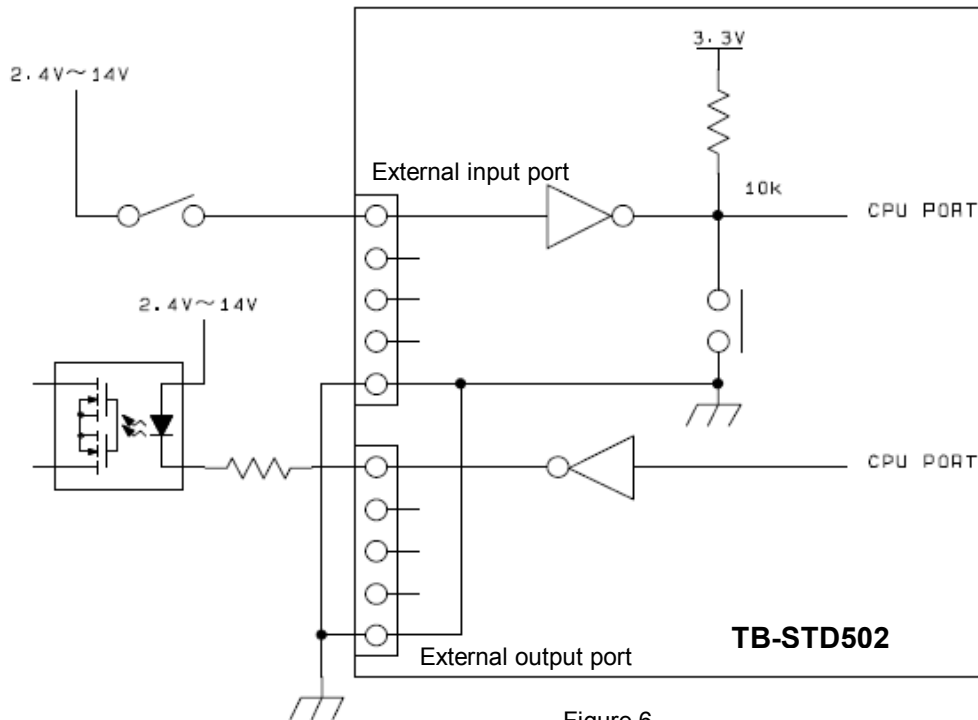 3.3V
2.4V～14V
External input port
10k
CPU PORT
2.4V～14V
CPU PORT
TB-STD502
External output port
Figure 6